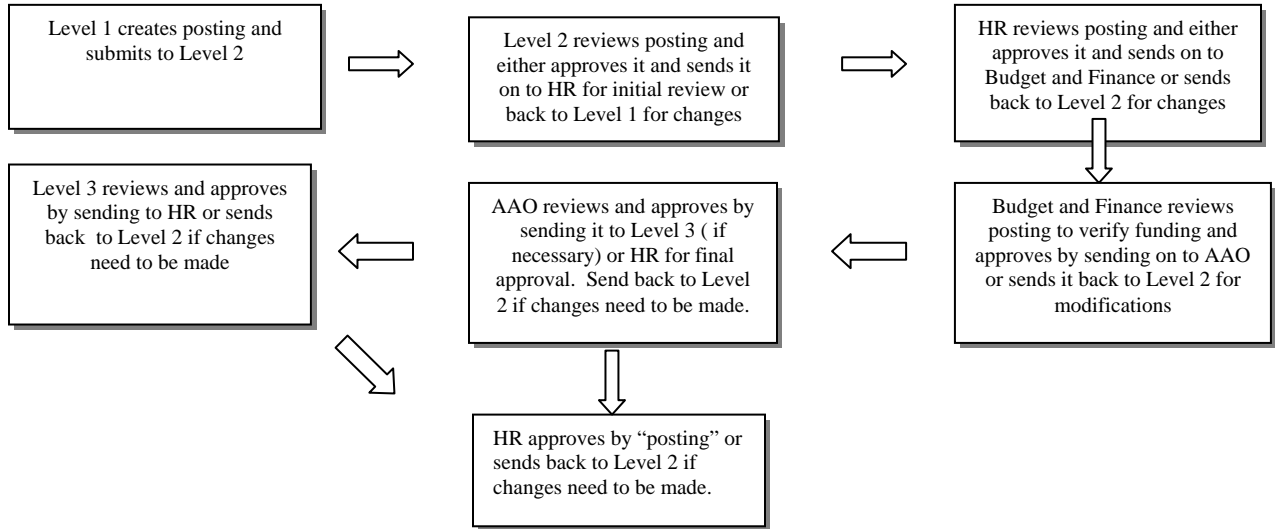 Level 1 creates posting and
submits to Level 2
Level 2 reviews posting and
either approves it and sends it
on to HR for initial review or
back to Level 1 for changes
HR reviews posting and either
approves it and sends on to
Budget and Finance or sends
back to Level 2 for changes
Budget and Finance reviews
posting to verify funding and
approves by sending on to AAO
or sends it back to Level 2 for
modifications
AAO reviews and approves by
sending it to Level 3 ( if
necessary) or HR for final
approval.  Send back to Level
2 if changes need to be made.
Level 3 reviews and approves
by sending to HR or sends
back  to Level 2 if changes
need to be made
HR approves by “posting” or
sends back to Level 2 if
changes need to be made.